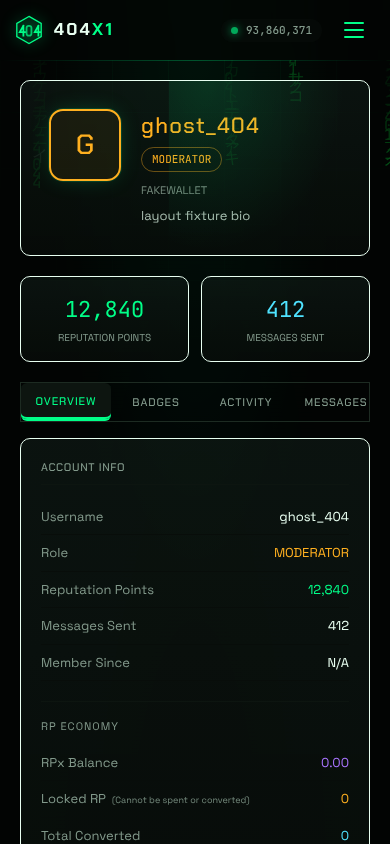 404 404X1 93,860,371
G
ghost_404
MODERATOR
FAKEWALLET
layout fixture bio
12,840
REPUTATION POINTS
412
MESSAGES SENT
OVERVIEW BADGES ACTIVITY MESSAGES
ACCOUNT INFO
Username ghost_404
Role MODERATOR
Reputation Points 12,840
Messages Sent 412
Member Since N/A
RP ECONOMY
RPx Balance 0.00
Locked RP (Cannot be spent or converted) 0
Total Converted 0